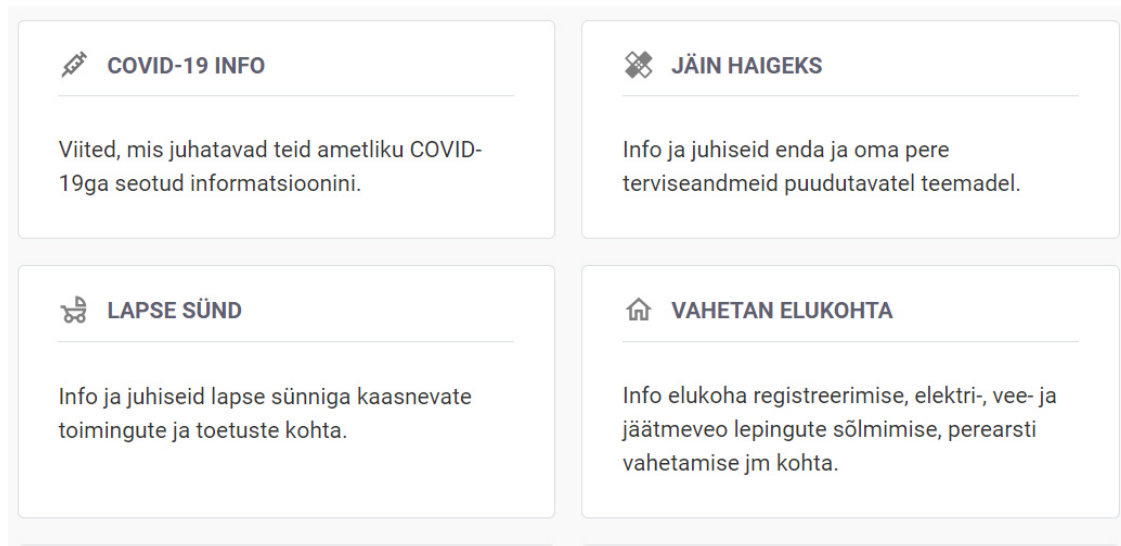 COVID-19 INFO
Viited, mis juhatavad teid ametliku COVID-
19ga seotud informatsioonini.
JÄIN HAIGEKS
Info ja juhiseid enda ja oma pere
terviseandmeid puudutavatel teemadel.
LAPSE SÜND
Info ja juhiseid lapse sünniga kaasnevate
toimingute ja toetuste kohta.
VAHETAN ELUKOHTA
Info elukoha registreerimise, elektri-, vee- ja
jäätmeveo lepingute sõlmimise, perearsti
vahetamise jm kohta.